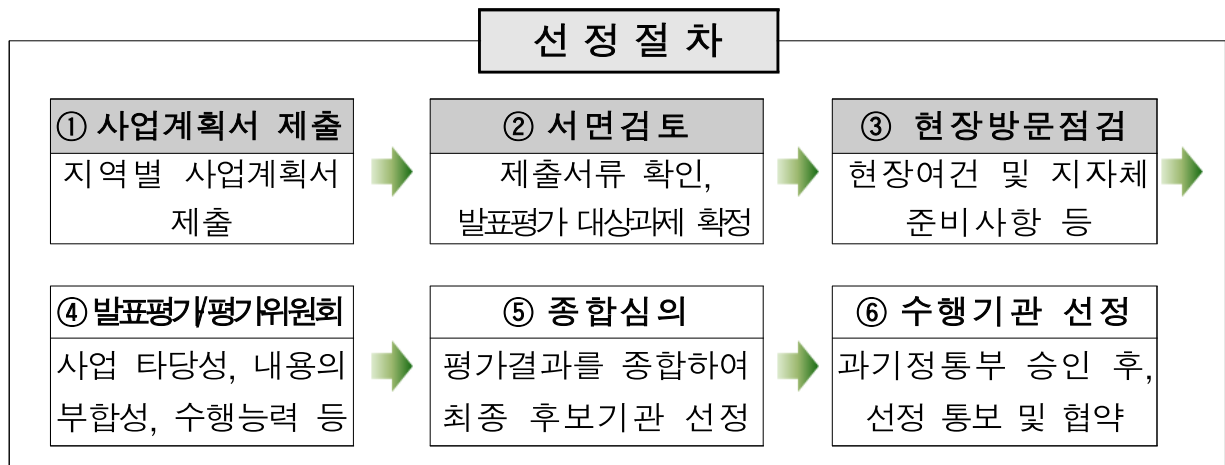 선 정 절 차
① 사업계획서 제출
지역별 사업계획서
제출
② 서면검토
제출서류 확인,
발표평가 대상과제 확정
③ 현장방문점검
현장여건 및 지자체
준비사항 등
④ 발표평가/평가위원회
사업 타당성, 내용의
부합성, 수행능력 등
⑤ 종합심의
평가결과를 종합하여
최종 후보기관 선정
⑥ 수행기관 선정
과기정통부 승인 후,
선정 통보 및 협약